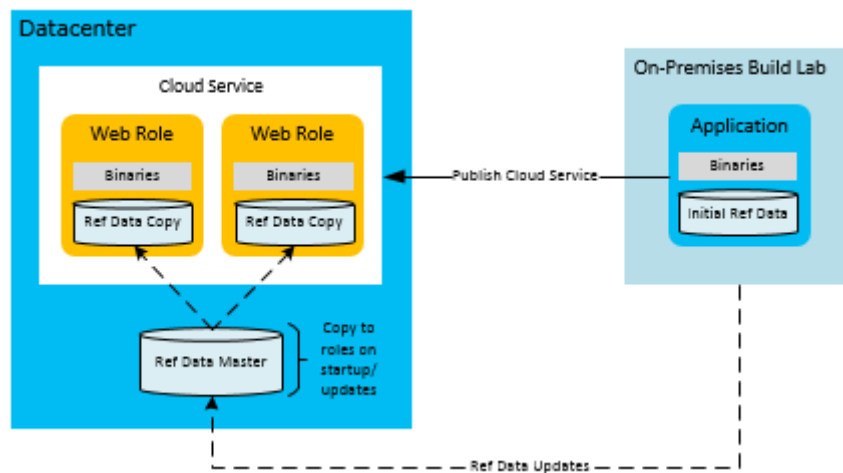 Datacenter
Cloud Service
Web Role
Binaries
Ref Data Copy
Web Role
Binaries
Ref Data Copy
Ref Data Master
Copy to
roles on
startup/
updates
Publish Cloud Service
On-Premises Build Lab
Application
Binaries
Initial Ref Data
Ref Data Updates